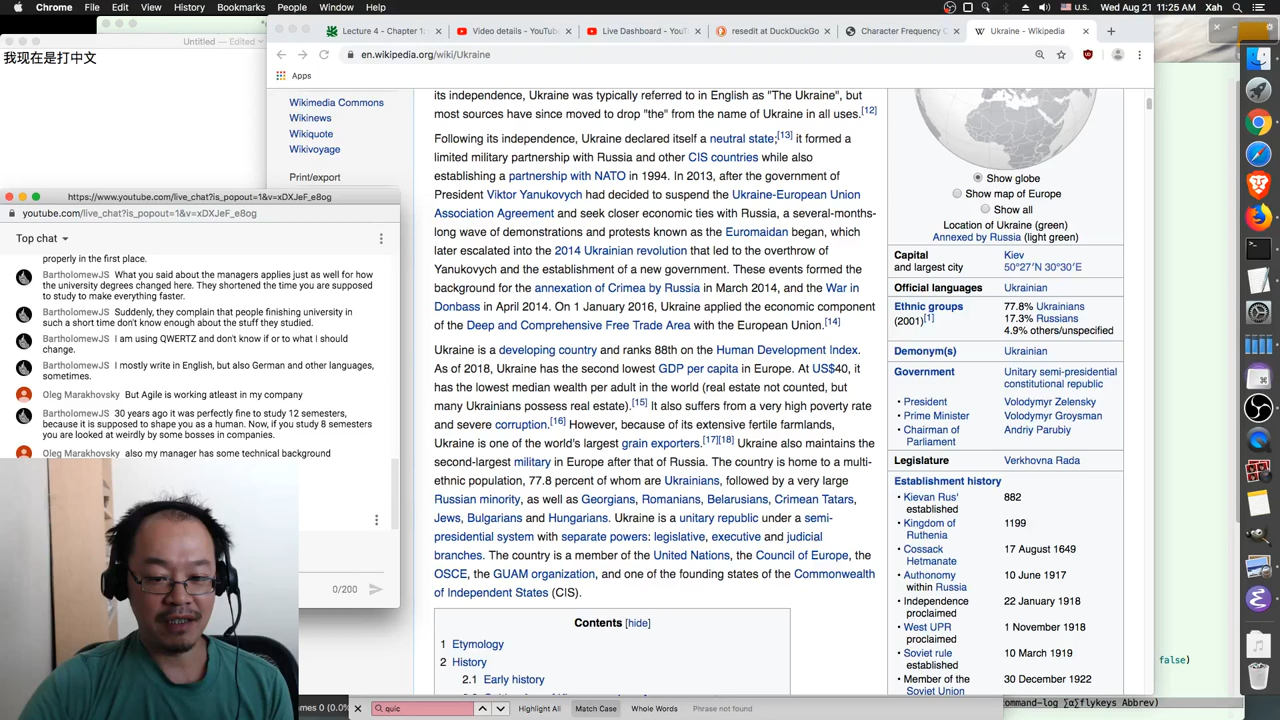 Chrome File Edit View History Bookmarks People Window Help
Wed Aug 21 11:25 AM Xah
Untitled — Edited
我现在是打中文
Lecture 4 - Chapter 1:
Video details - YouTub
Live Dashboard - YouTu
resedit at DuckDuckGo
Character Frequency C
Ukraine - Wikipedia
en.wikipedia.org/wiki/Ukraine
Apps
Wikimedia Commons
Wikinews
Wikiquote
Wikivoyage
Print/export
https://www.youtube.com/live_chat?is_popout=1&v=xDXJeF_e8og
youtube.com/live_chat?is_popout=1&v=xDXJeF_e8og
Top chat
properly in the first place.
BartholomewJS What you said about the managers applies just as well for how
the university degrees changed here. They shortened the time you are supposed
to study to make everything faster.
BartholomewJS Suddenly, they complain that people finishing university in
such a short time don't know enough about the stuff they studied.
BartholomewJS I am using QWERTZ and don't know if or to what I should
change.
BartholomewJS I mostly write in English, but also German and other languages,
sometimes.
Oleg Marakhovsky But Agile is working atleast in my company
BartholomewJS 30 years ago it was perfectly fine to study 12 semesters,
because it is supposed to shape you as a human. Now, if you study 8 semesters
you are looked at weirdly by some bosses in companies.
Oleg Marakhovsky also my manager has some technical background
0/200
its independence, Ukraine was typically referred to in English as "The Ukraine", but
most sources have since moved to drop "the" from the name of Ukraine in all uses.[12]
Following its independence, Ukraine declared itself a neutral state;[13] it formed a
limited military partnership with Russia and other CIS countries while also
establishing a partnership with NATO in 1994. In 2013, after the government of
President Viktor Yanukovych had decided to suspend the Ukraine-European Union
Association Agreement and seek closer economic ties with Russia, a several-months-
long wave of demonstrations and protests known as the Euromaidan began, which
later escalated into the 2014 Ukrainian revolution that led to the overthrow of
Yanukovych and the establishment of a new government. These events formed the
background for the annexation of Crimea by Russia in March 2014, and the War in
Donbass in April 2014. On 1 January 2016, Ukraine applied the economic component
of the Deep and Comprehensive Free Trade Area with the European Union.[14]
Ukraine is a developing country and ranks 88th on the Human Development Index.
As of 2018, Ukraine has the second lowest GDP per capita in Europe. At US$40, it
has the lowest median wealth per adult in the world (real estate not counted, but
many Ukrainians possess real estate).[15] It also suffers from a very high poverty rate
and severe corruption.[16] However, because of its extensive fertile farmlands,
Ukraine is one of the world's largest grain exporters.[17][18] Ukraine also maintains the
second-largest military in Europe after that of Russia. The country is home to a multi-
ethnic population, 77.8 percent of whom are Ukrainians, followed by a very large
Russian minority, as well as Georgians, Romanians, Belarusians, Crimean Tatars,
Jews, Bulgarians and Hungarians. Ukraine is a unitary republic under a semi-
presidential system with separate powers: legislative, executive and judicial
branches. The country is a member of the United Nations, the Council of Europe, the
OSCE, the GUAM organization, and one of the founding states of the Commonwealth
of Independent States (CIS).
Contents [hide]
1 Etymology
2 History
2.1 Early history
Show globe
Show map of Europe
Show all
Location of Ukraine (green)
Annexed by Russia (light green)
Capital Kiev
and largest city 50°27′N 30°30′E
Official languages Ukrainian
Ethnic groups 77.8% Ukrainians
(2001)[1] 17.3% Russians
4.9% others/unspecified
Demonym(s) Ukrainian
Government Unitary semi-presidential
constitutional republic
• President Volodymyr Zelensky
• Prime Minister Volodymyr Groysman
• Chairman of Andriy Parubiy
Parliament
Legislature Verkhovna Rada
Establishment history
• Kievan Rus' 882
established
• Kingdom of 1199
Ruthenia
• Cossack 17 August 1649
Hetmanate
• Authonomy 10 June 1917
within Russia
• Independence 22 January 1918
proclaimed
• West UPR 1 November 1918
proclaimed
• Soviet rule 10 March 1919
established
• Member of the 30 December 1922
Soviet Union
false)
quic
Highlight All Match Case Whole Words Phrase not found
ommand-log ⟆α⟅flykeys Abbrev)